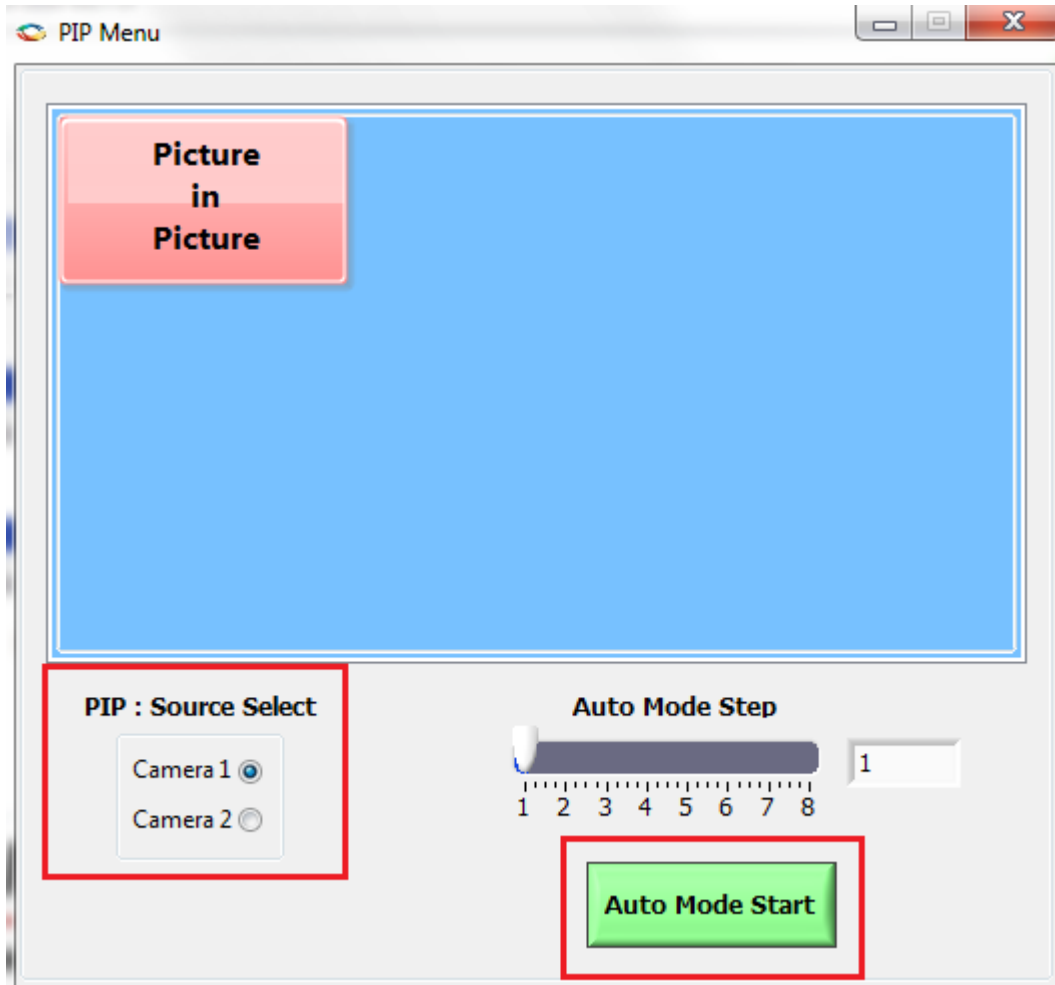 PIP Menu
Picture
in
Picture
PIP : Source Select
Camera 1
Camera 2
Auto Mode Step
1
1 2 3 4 5 6 7 8
Auto Mode Start